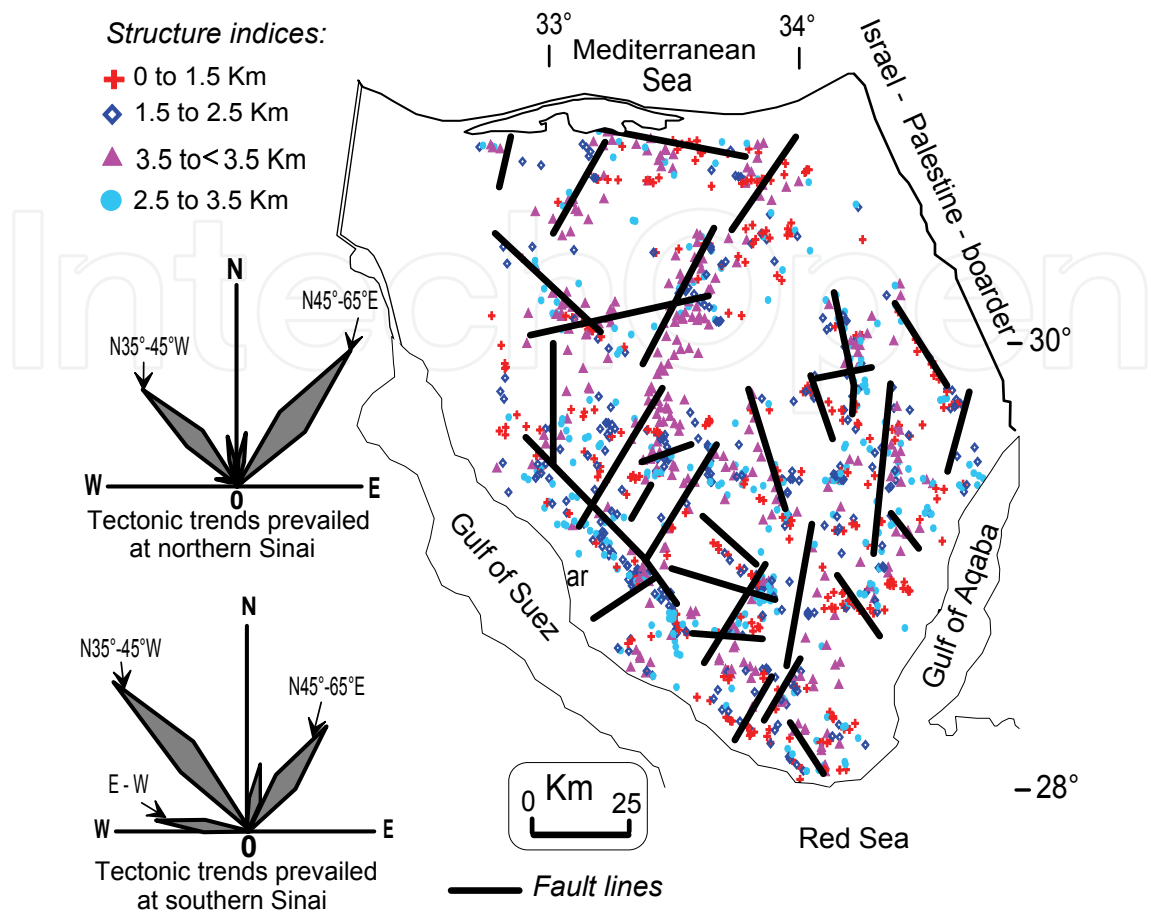 Structure indices:
0 to 1.5 Km
1.5 to 2.5 Km
3.5 to< 3.5 Km
2.5 to 3.5 Km
33°
34°
Mediterranean
Sea
Israel - Palestine - boarder
30°
28°
IntechOpen
N
N45°-65°E
N35°-45°W
W
E
0
Tectonic trends prevailed
at northern Sinai
N
N35°-45°W
N45°-65°E
E - W
W
E
0
Tectonic trends prevailed
at southern Sinai
Gulf of Suez
ar
Gulf of Aqaba
Km
0
25
Red Sea
Fault lines